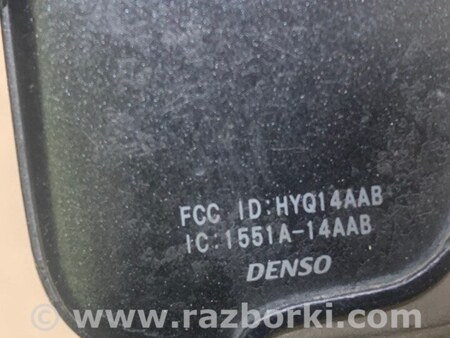 FCC ID:HYQ14AAB
IC:1551A-14AAB
DENSO
© www.razborki.com